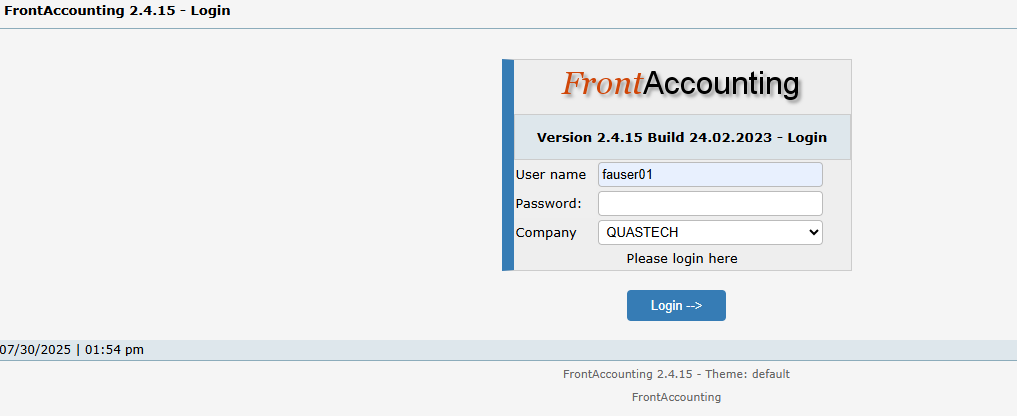 FrontAccounting 2.4.15 - Login
FrontAccounting
Version 2.4.15 Build 24.02.2023 - Login
User name fauser01
Password:
Company QUASTECH
Please login here
Login -->
07/30/2025 | 01:54 pm
FrontAccounting 2.4.15 - Theme: default
FrontAccounting